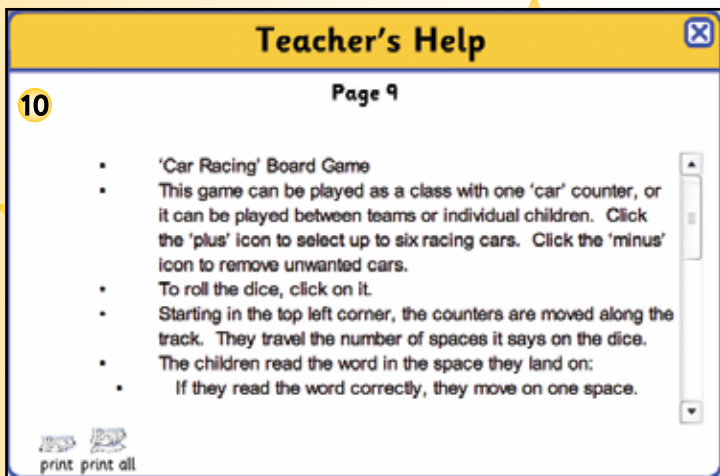 Teacher's Help
Page 9
10
• 'Car Racing' Board Game
• This game can be played as a class with one 'car' counter, or
it can be played between teams or individual children. Click
the 'plus' icon to select up to six racing cars. Click the 'minus'
icon to remove unwanted cars.
• To roll the dice, click on it.
• Starting in the top left corner, the counters are moved along the
track. They travel the number of spaces it says on the dice.
• The children read the word in the space they land on:
• If they read the word correctly, they move on one space.
print print all